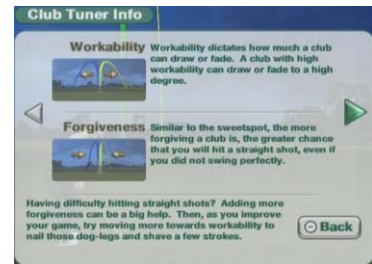 Club Tuner Info
Workability
Workability dictates how much a club
can draw or fade. A club with high
workability can draw or fade to a high
degree.
Forgiveness
Similar to the sweetspot, the more
forgiving a club is, the greater chance
that you will hit a straight shot, even if
you did not swing perfectly.
Having difficulty hitting straight shots? Adding more
forgiveness can be a big help. Then, as you improve
your game, try moving more towards workability to
nail those dog-legs and shave a few strokes.
Back